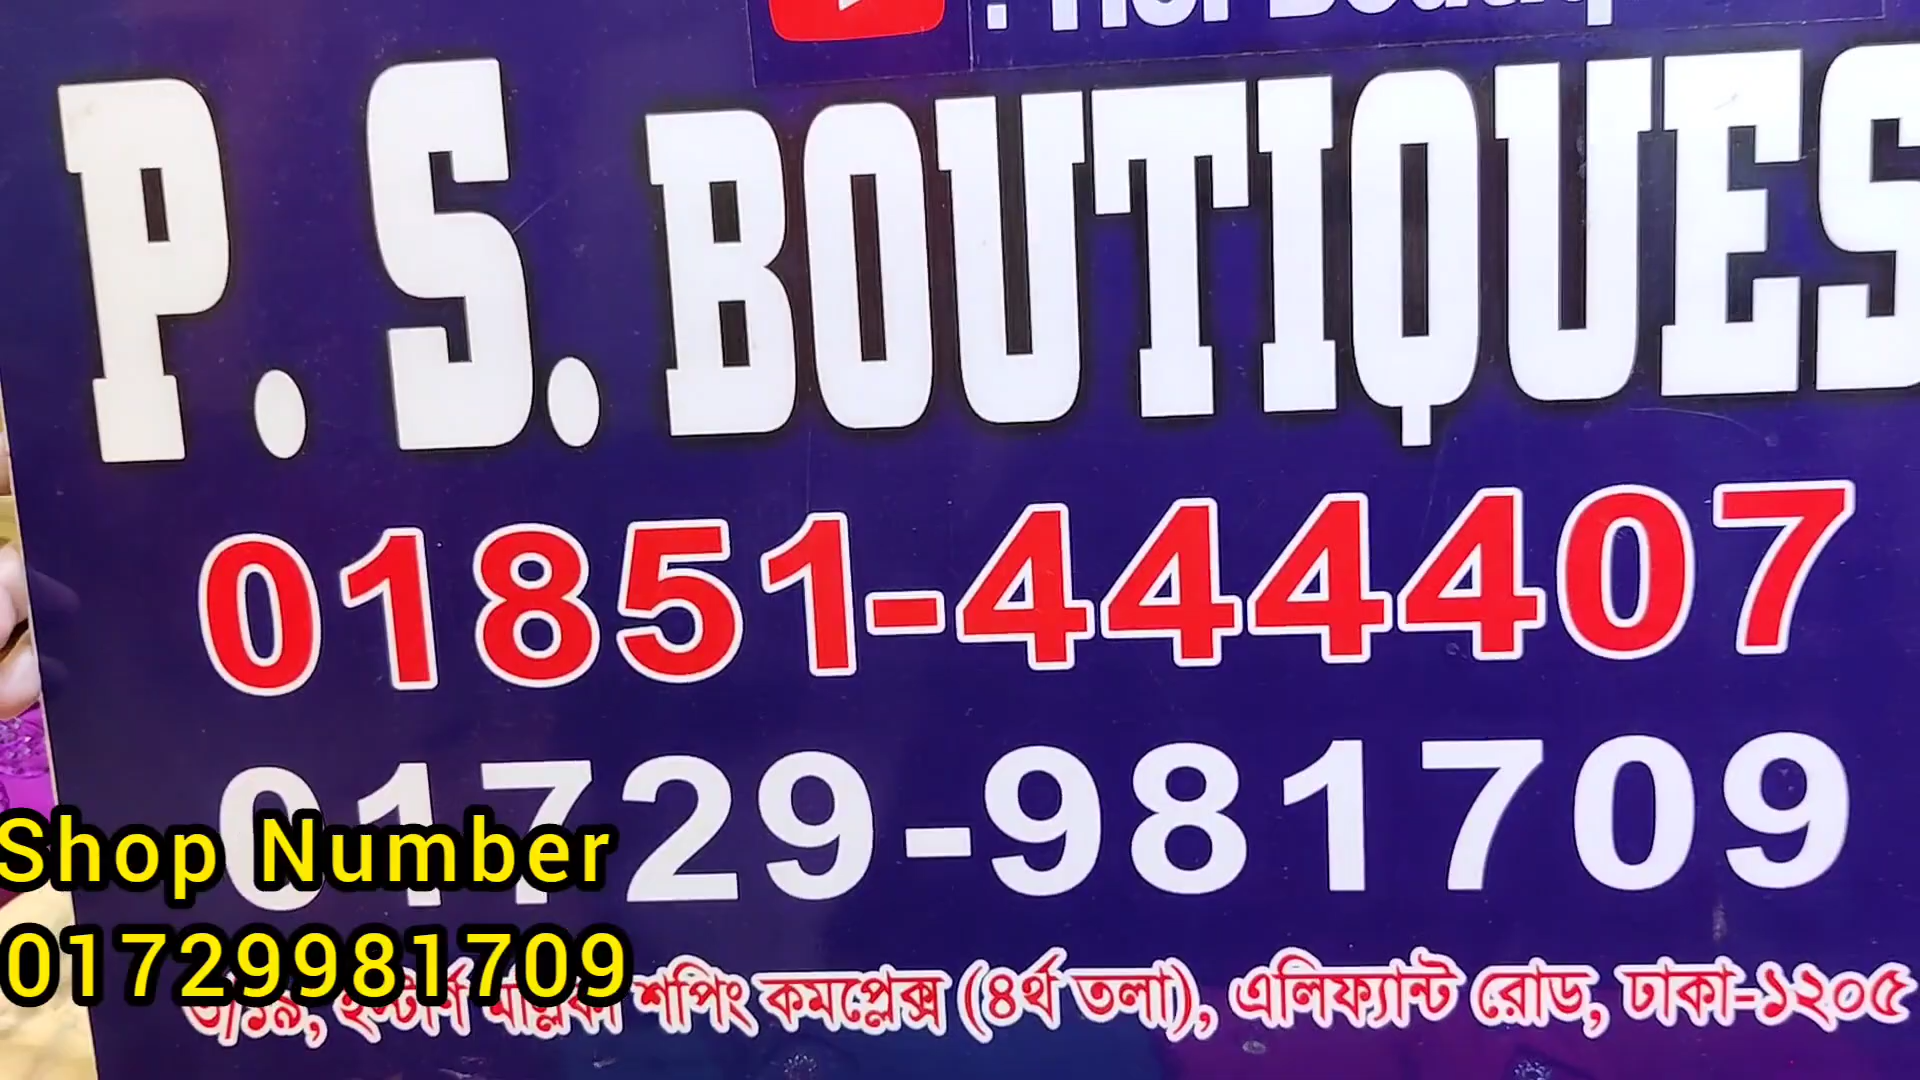 P. S. BOUTIQUES
01851-444407
01729-981709
Shop Number
01729981709
শপিং কমপ্লেক্স (৪র্থ তলা), এলিফ্যান্ট রোড, ঢাকা-১২০৫